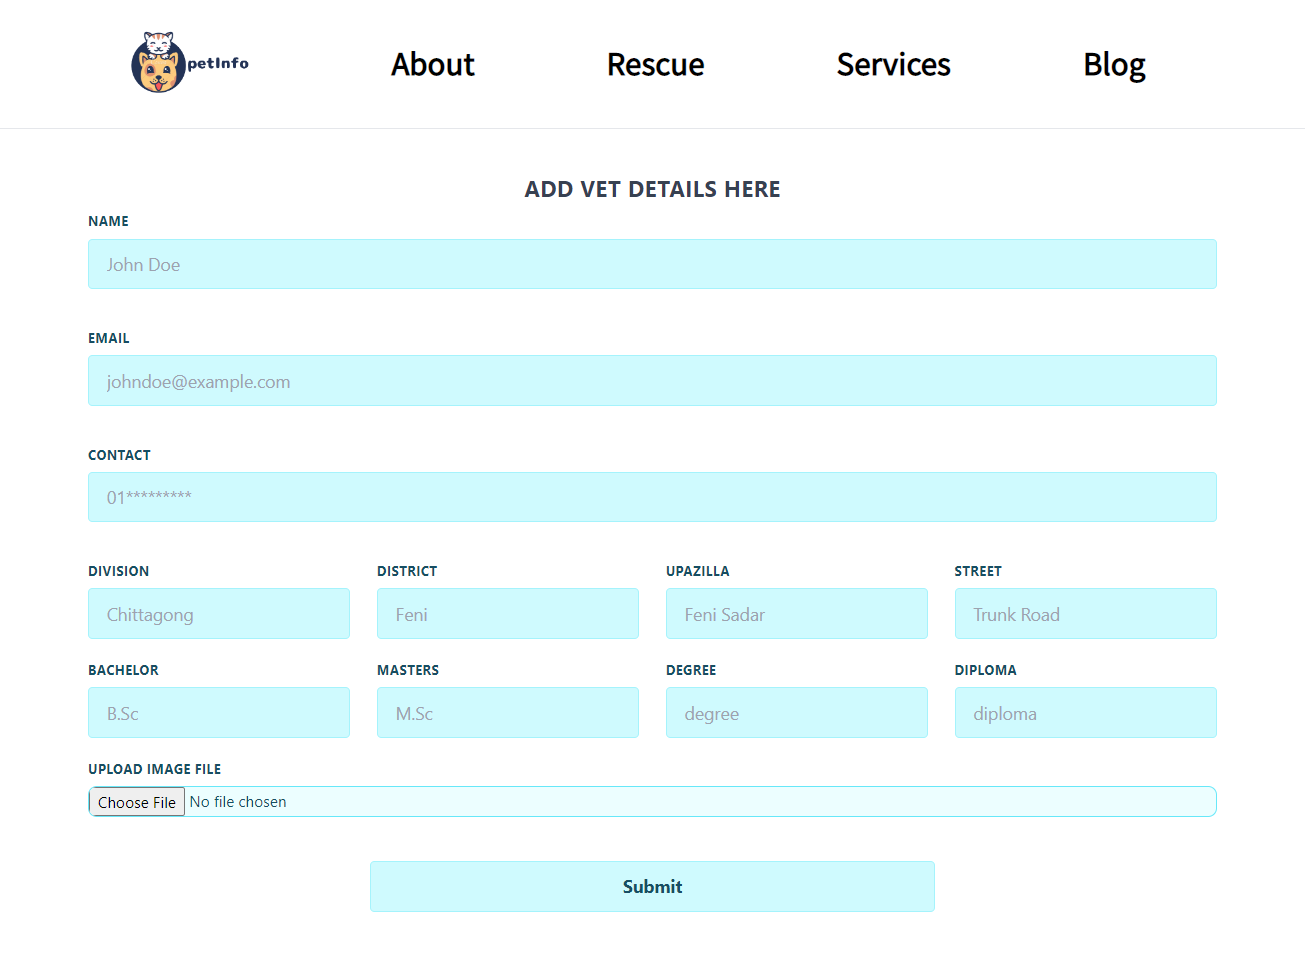 petInfo About Rescue Services Blog
ADD VET DETAILS HERE
NAME
John Doe
EMAIL
johndoe@example.com
CONTACT
01*********
DIVISION DISTRICT UPAZILLA STREET
Chittagong Feni Feni Sadar Trunk Road
BACHELOR MASTERS DEGREE DIPLOMA
B.Sc M.Sc degree diploma
UPLOAD IMAGE FILE
Choose File No file chosen
Submit